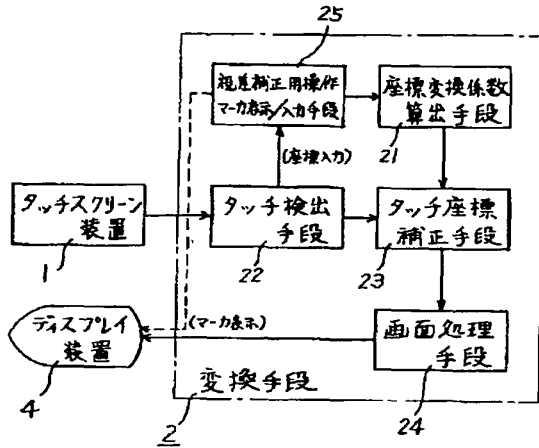 25
視差補正用操作
マーカ表示/入力手段
座標変換係数
算出手段
21
(座標入力)
タッチスクリーン
装置
1
タッチ検出
手段
22
タッチ座標
補正手段
23
ディスプレイ
装置
4
(マーカ表示)
画面処理
手段
24
変換手段
2